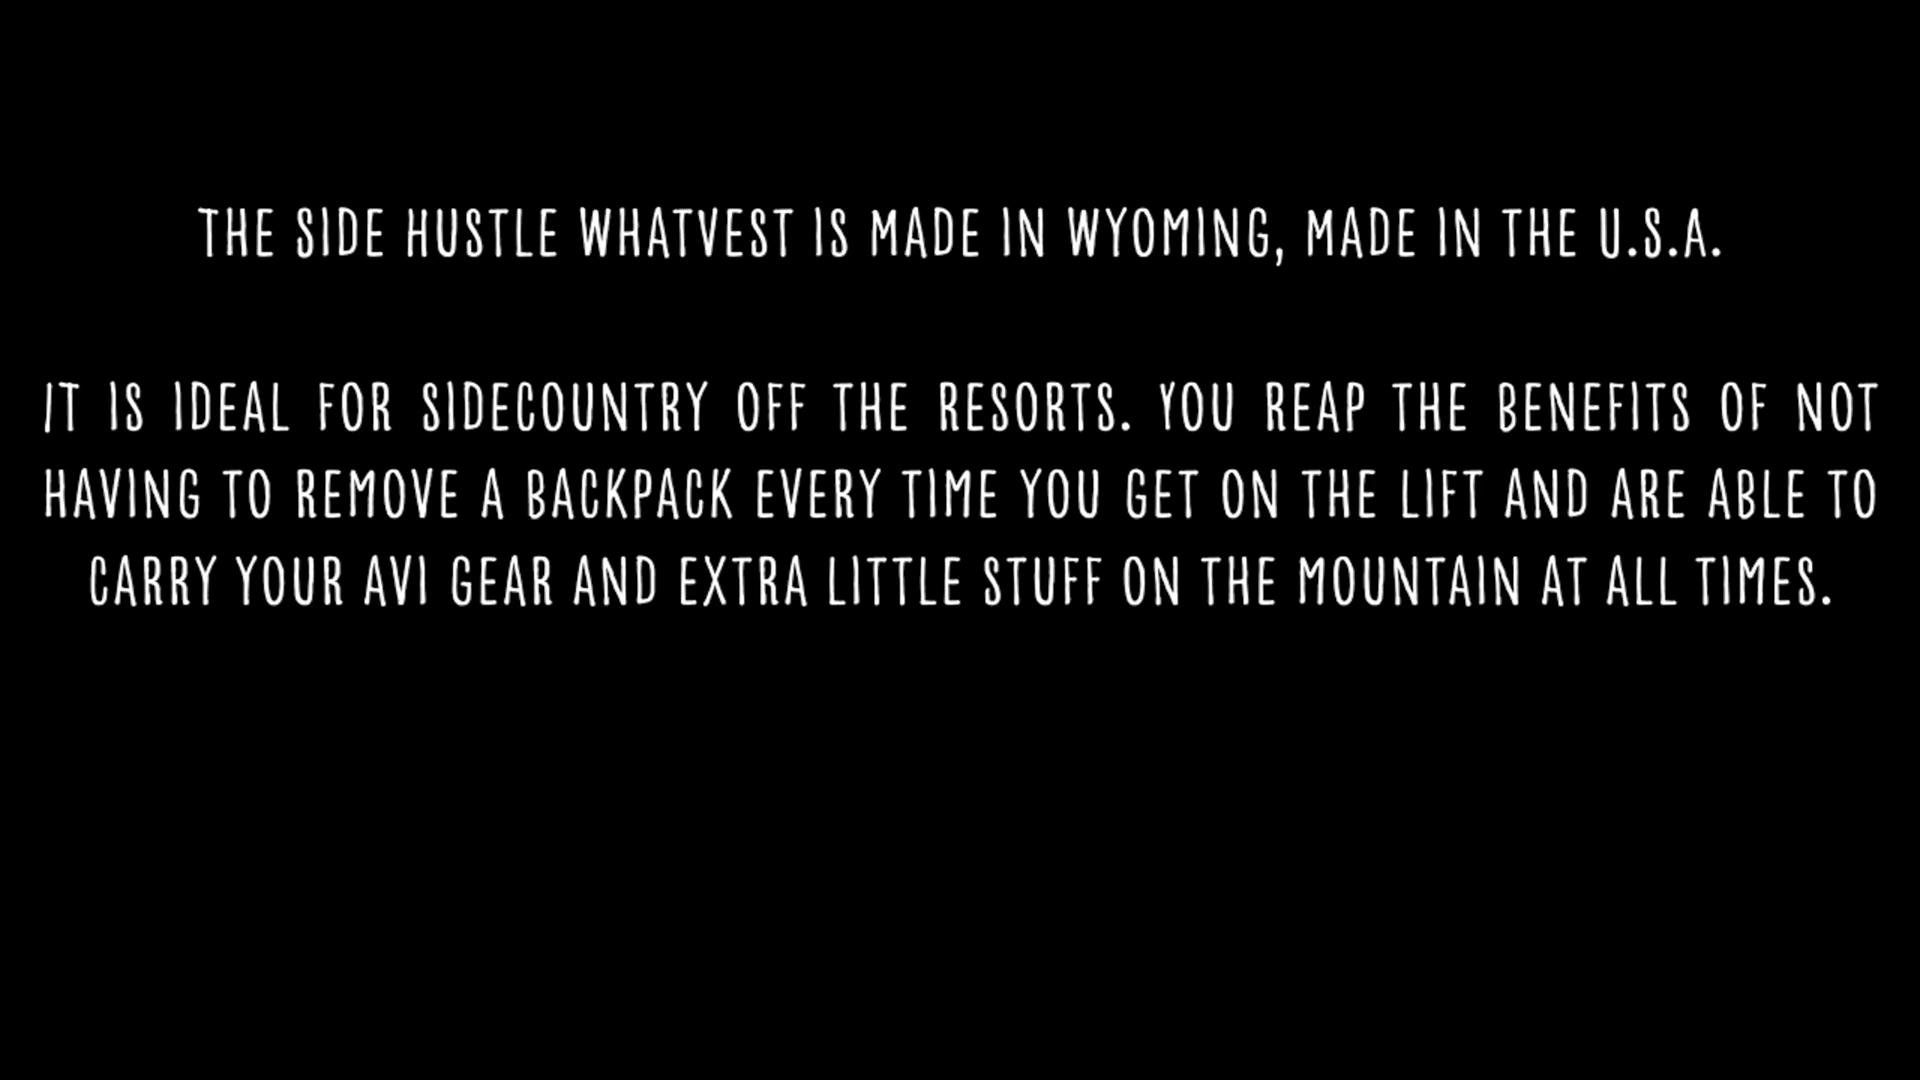 THE SIDE HUSTLE WHATVEST IS MADE IN WYOMING, MADE IN THE U.S.A.
IT IS IDEAL FOR SIDECOUNTRY OFF THE RESORTS. YOU REAP THE BENEFITS OF NOT
HAVING TO REMOVE A BACKPACK EVERY TIME YOU GET ON THE LIFT AND ARE ABLE TO
CARRY YOUR AVI GEAR AND EXTRA LITTLE STUFF ON THE MOUNTAIN AT ALL TIMES.